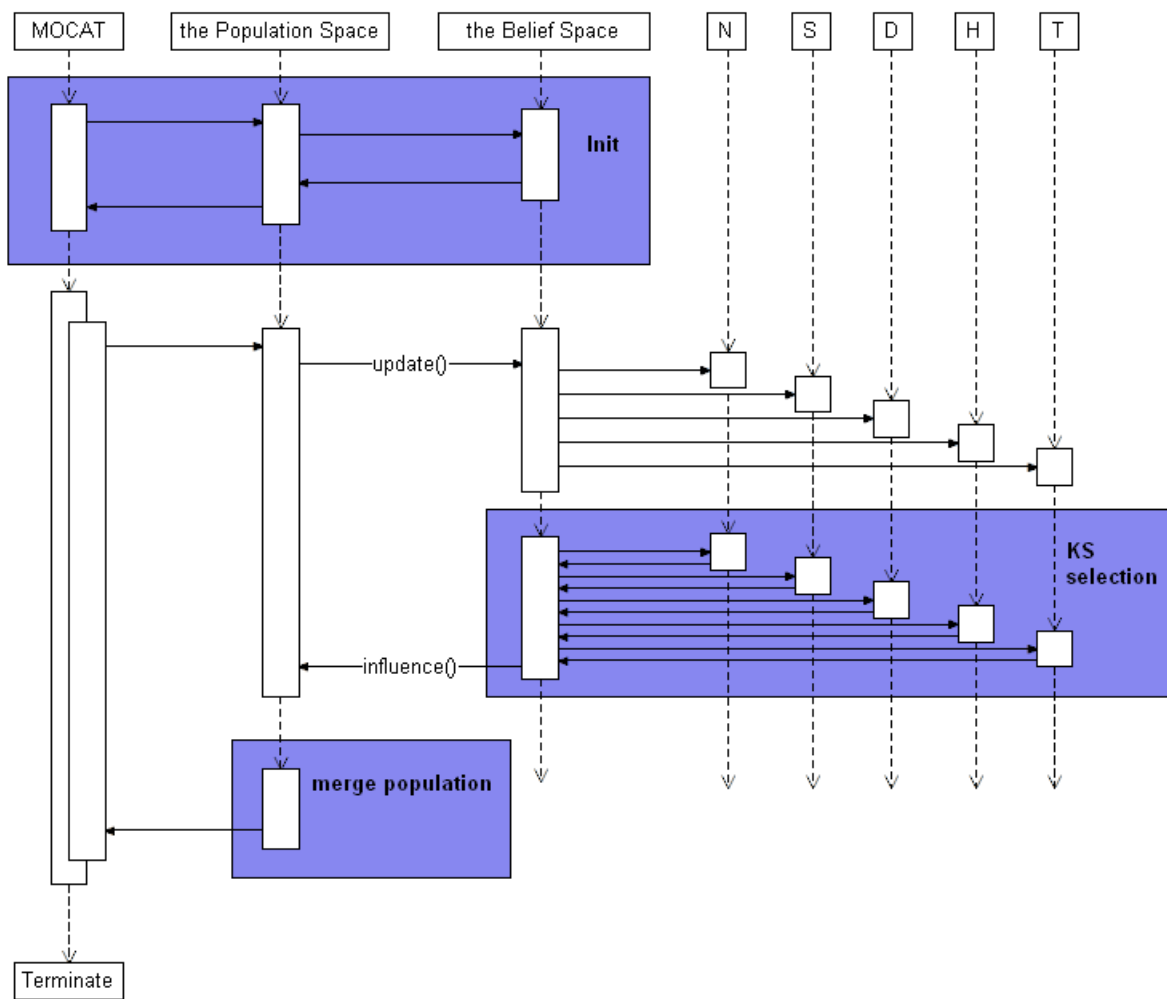 MOCAT
the Population Space
the Belief Space
N
S
D
H
T
Init
update()
KS
selection
influence()
merge population
Terminate